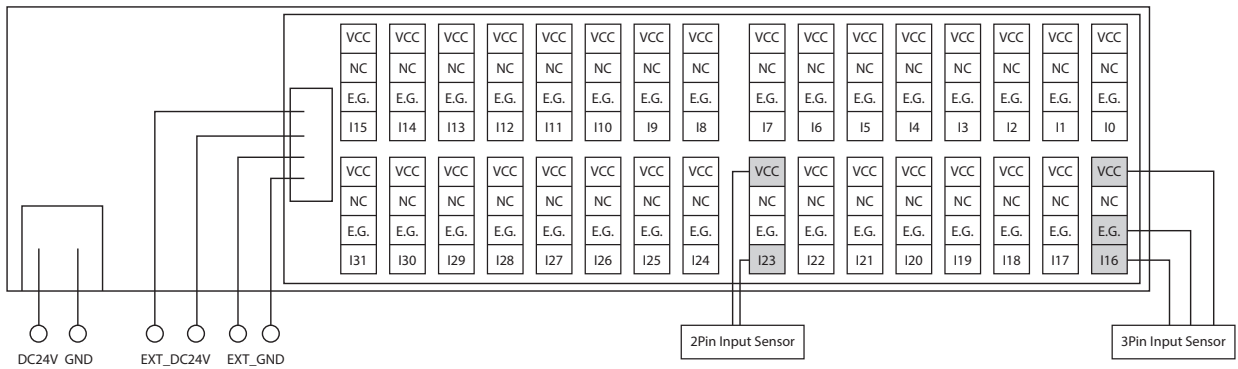 VCC VCC VCC VCC VCC VCC VCC VCC VCC VCC VCC VCC VCC VCC VCC VCC
NC NC NC NC NC NC NC NC NC NC NC NC NC NC NC NC
E.G. E.G. E.G. E.G. E.G. E.G. E.G. E.G. E.G. E.G. E.G. E.G. E.G. E.G. E.G. E.G.
I15 I14 I13 I12 I11 I10 I9 I8 I7 I6 I5 I4 I3 I2 I1 I0
VCC VCC VCC VCC VCC VCC VCC VCC VCC VCC VCC VCC VCC VCC VCC VCC
NC NC NC NC NC NC NC NC NC NC NC NC NC NC NC NC
E.G. E.G. E.G. E.G. E.G. E.G. E.G. E.G. E.G. E.G. E.G. E.G. E.G. E.G. E.G. E.G.
I31 I30 I29 I28 I27 I26 I25 I24 I23 I22 I21 I20 I19 I18 I17 I16
2Pin Input Sensor 3Pin Input Sensor
DC24V GND EXT_DC24V EXT_GND